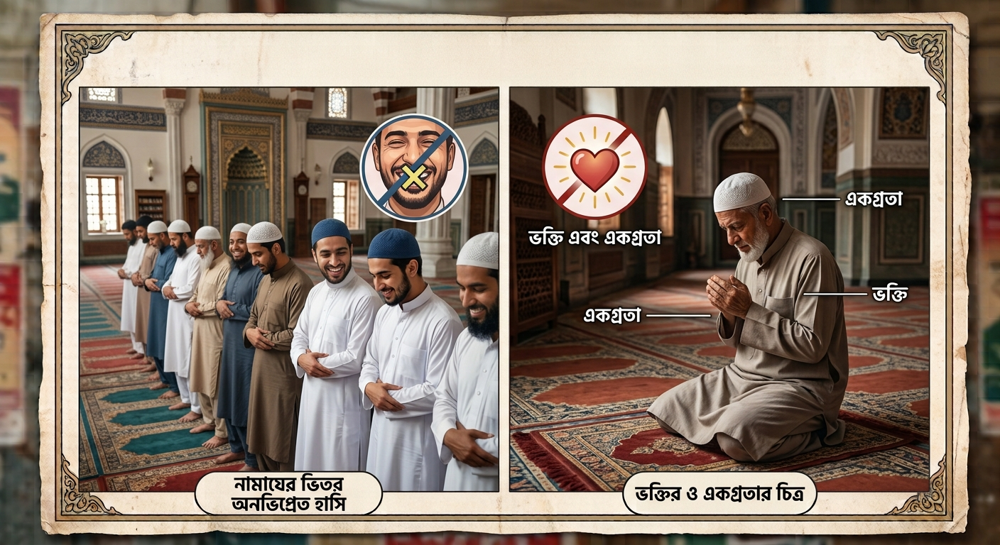 ভক্তি এবং একগ্রতা
একগ্রতা
ভক্তি
একগ্রতা
নামাযের ভিতর
অনভিপ্রেত হাসি
ভক্তির ও একগ্রতার চিত্র